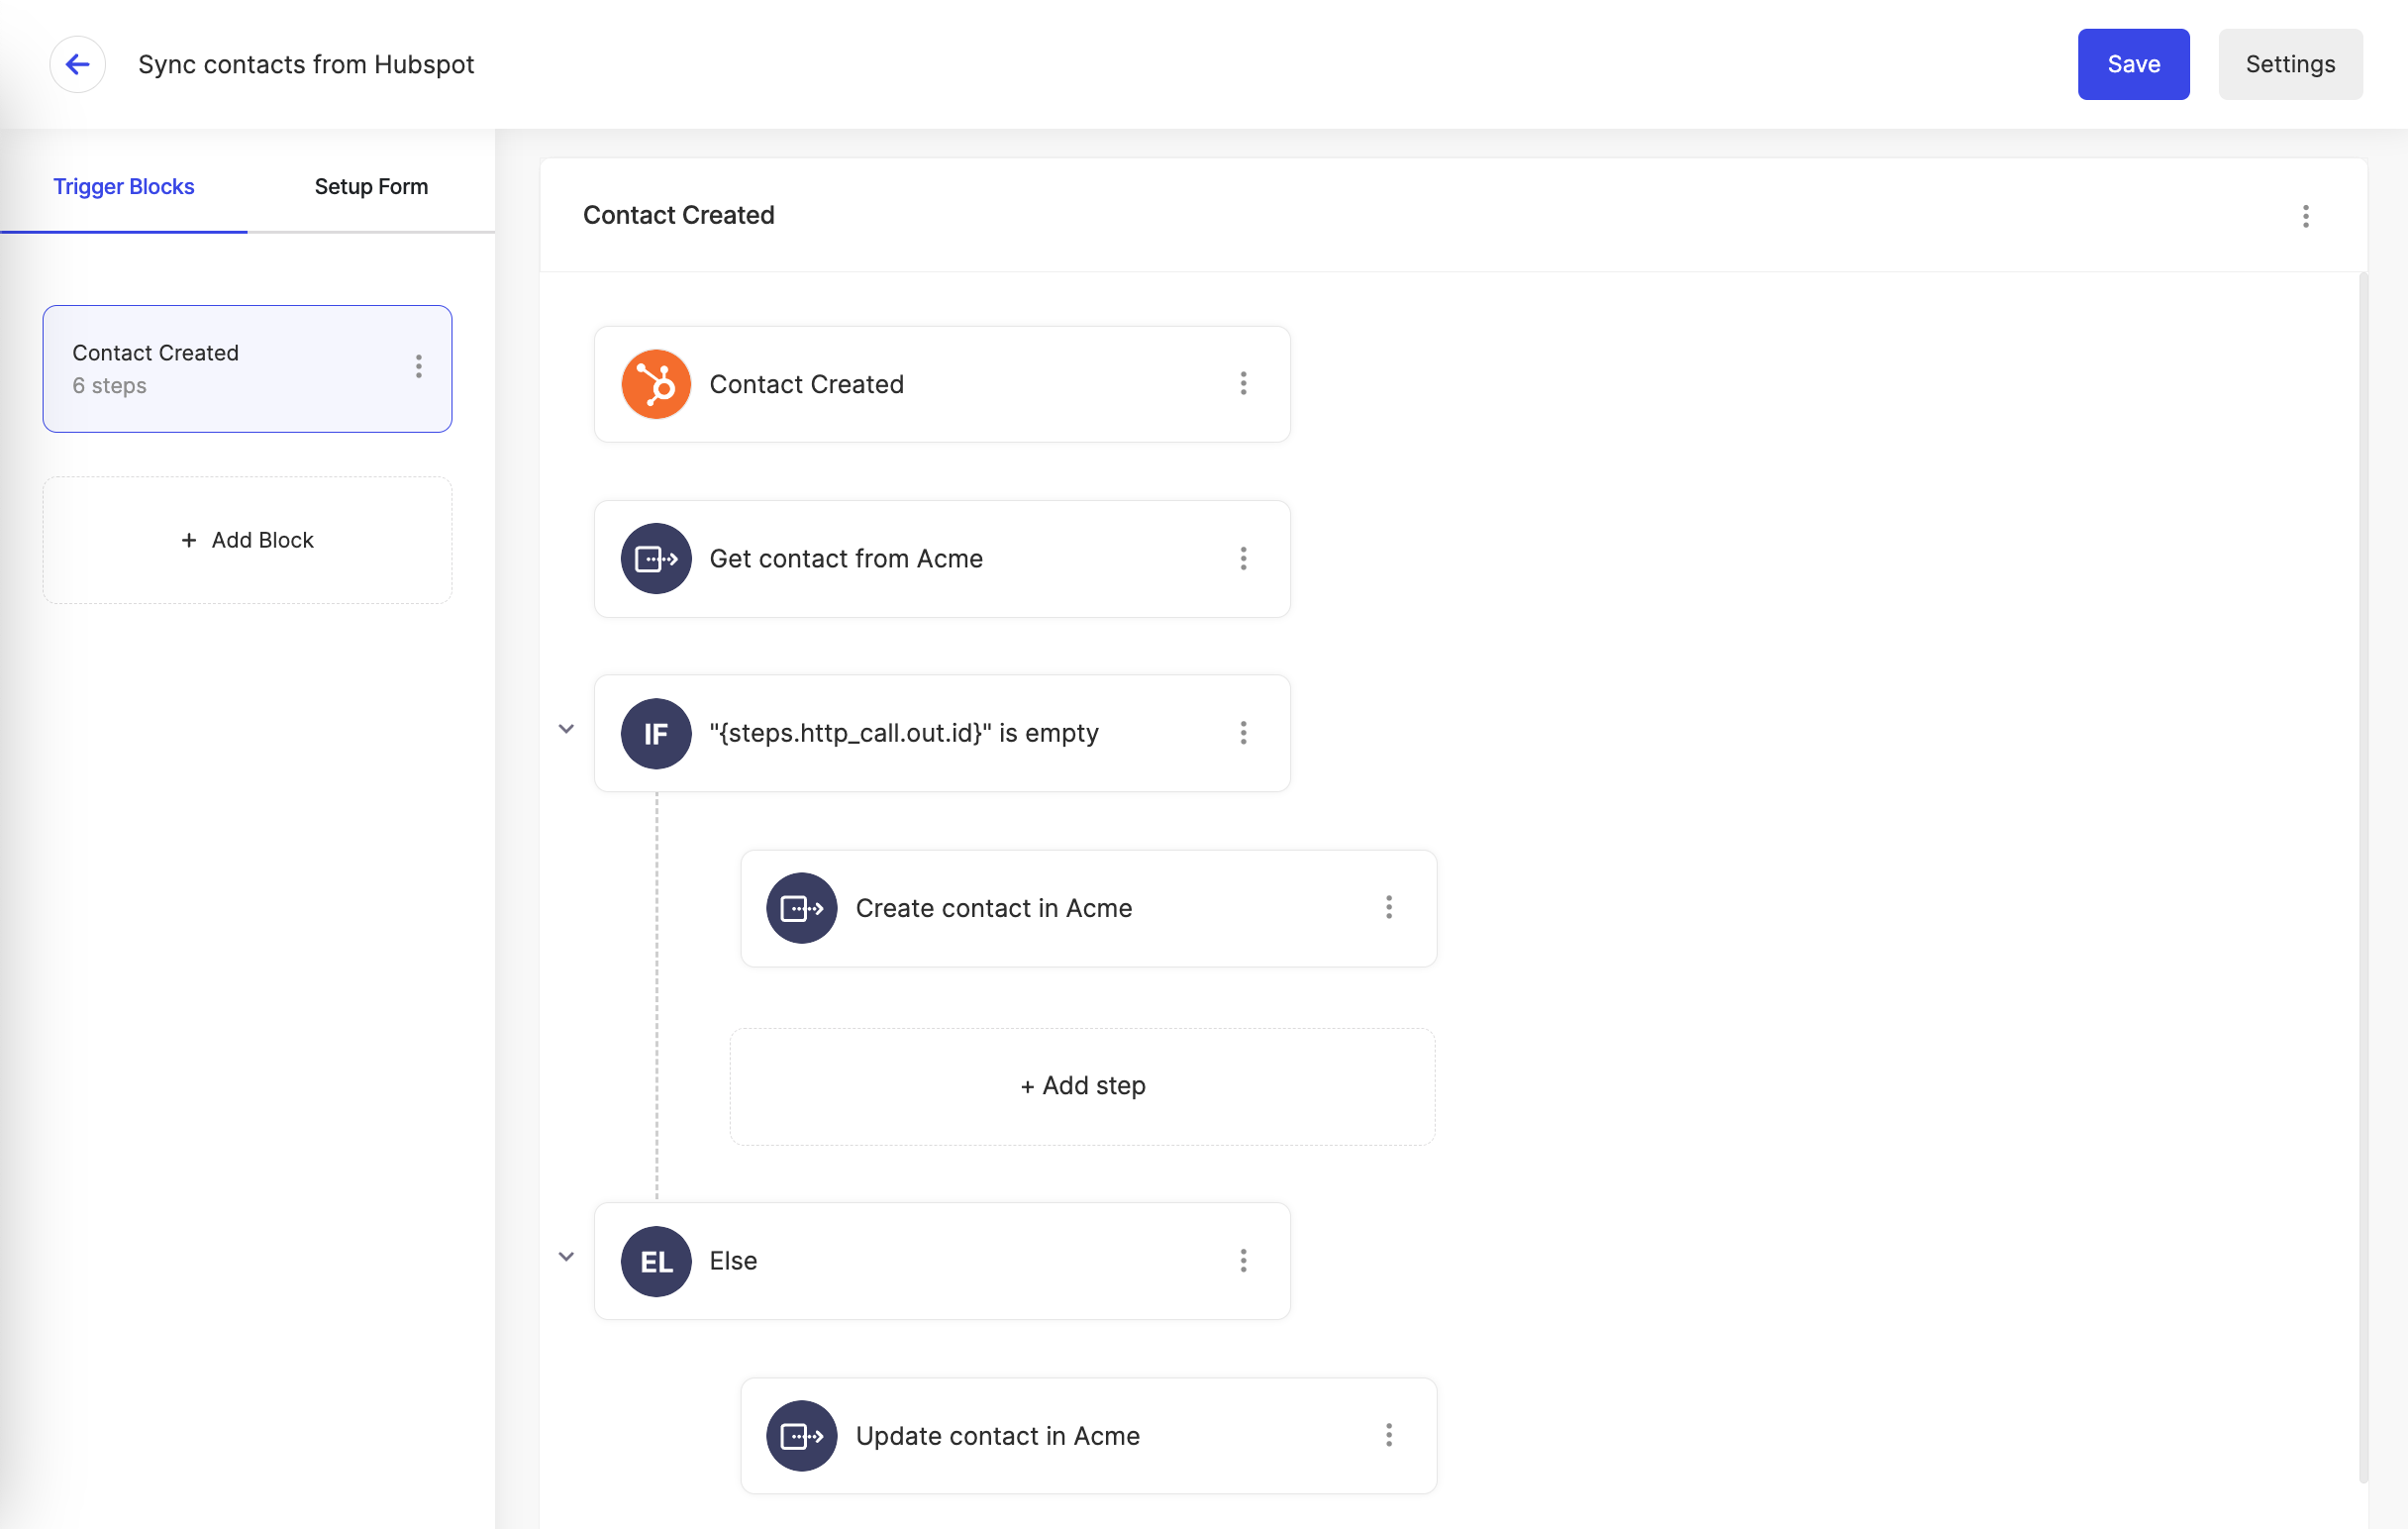 Sync contacts from Hubspot
Save
Settings
Trigger Blocks
Setup Form
Contact Created
6 steps
+ Add Block
Contact Created
Contact Created
Get contact from Acme
IF
"{steps.http_call.out.id}" is empty
Create contact in Acme
+ Add step
EL
Else
Update contact in Acme